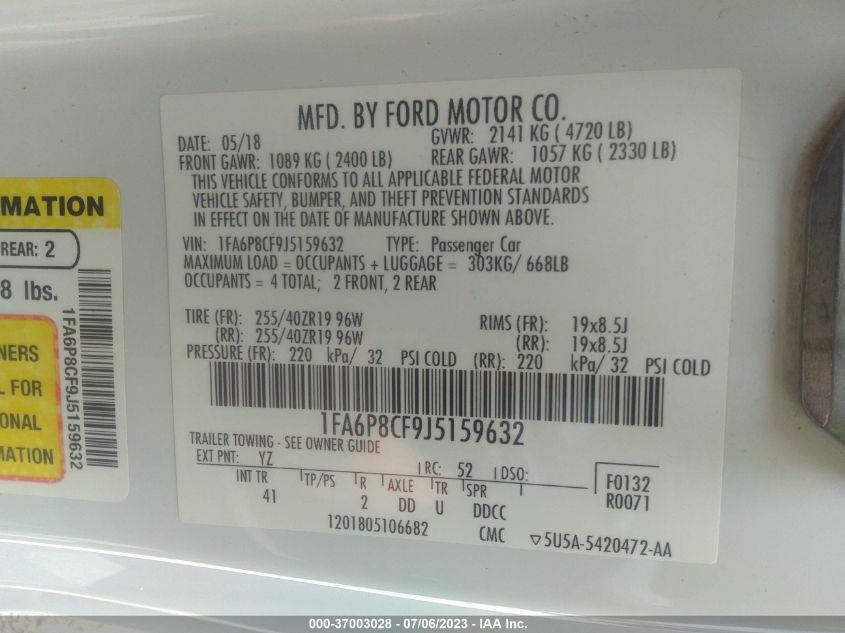 MFD. BY FORD MOTOR CO.
DATE: 05/18 GVWR: 2141 KG ( 4720 LB)
FRONT GAWR: 1089 KG ( 2400 LB) REAR GAWR: 1057 KG ( 2330 LB)
THIS VEHICLE CONFORMS TO ALL APPLICABLE FEDERAL MOTOR
VEHICLE SAFETY, BUMPER, AND THEFT PREVENTION STANDARDS
IN EFFECT ON THE DATE OF MANUFACTURE SHOWN ABOVE.
VIN: 1FA6P8CF9J5159632 TYPE: Passenger Car
MAXIMUM LOAD = OCCUPANTS + LUGGAGE = 303KG/ 668LB
OCCUPANTS = 4 TOTAL; 2 FRONT, 2 REAR
TIRE (FR): 255/40ZR19 96W RIMS (FR): 19x8.5J
(RR): 255/40ZR19 96W (RR): 19x8.5J
PRESSURE (FR): 220 kPa/ 32 PSI COLD (RR): 220 kPa/ 32 PSI COLD
1FA6P8CF9J5159632
TRAILER TOWING - SEE OWNER GUIDE
EXT PNT: YZ RC: 52 DSO:
INT TR TP/PS R AXLE TR SPR
41 2 DD U DDCC
F0132
R0071
1201805106682 CMC ▽5U5A-5420472-AA
MATION
REAR: 2
8 lbs.
NERS
L FOR
ONAL
MATION
1FA6P8CF9J5159632
000-37003028 - 07/06/2023 - IAA Inc.